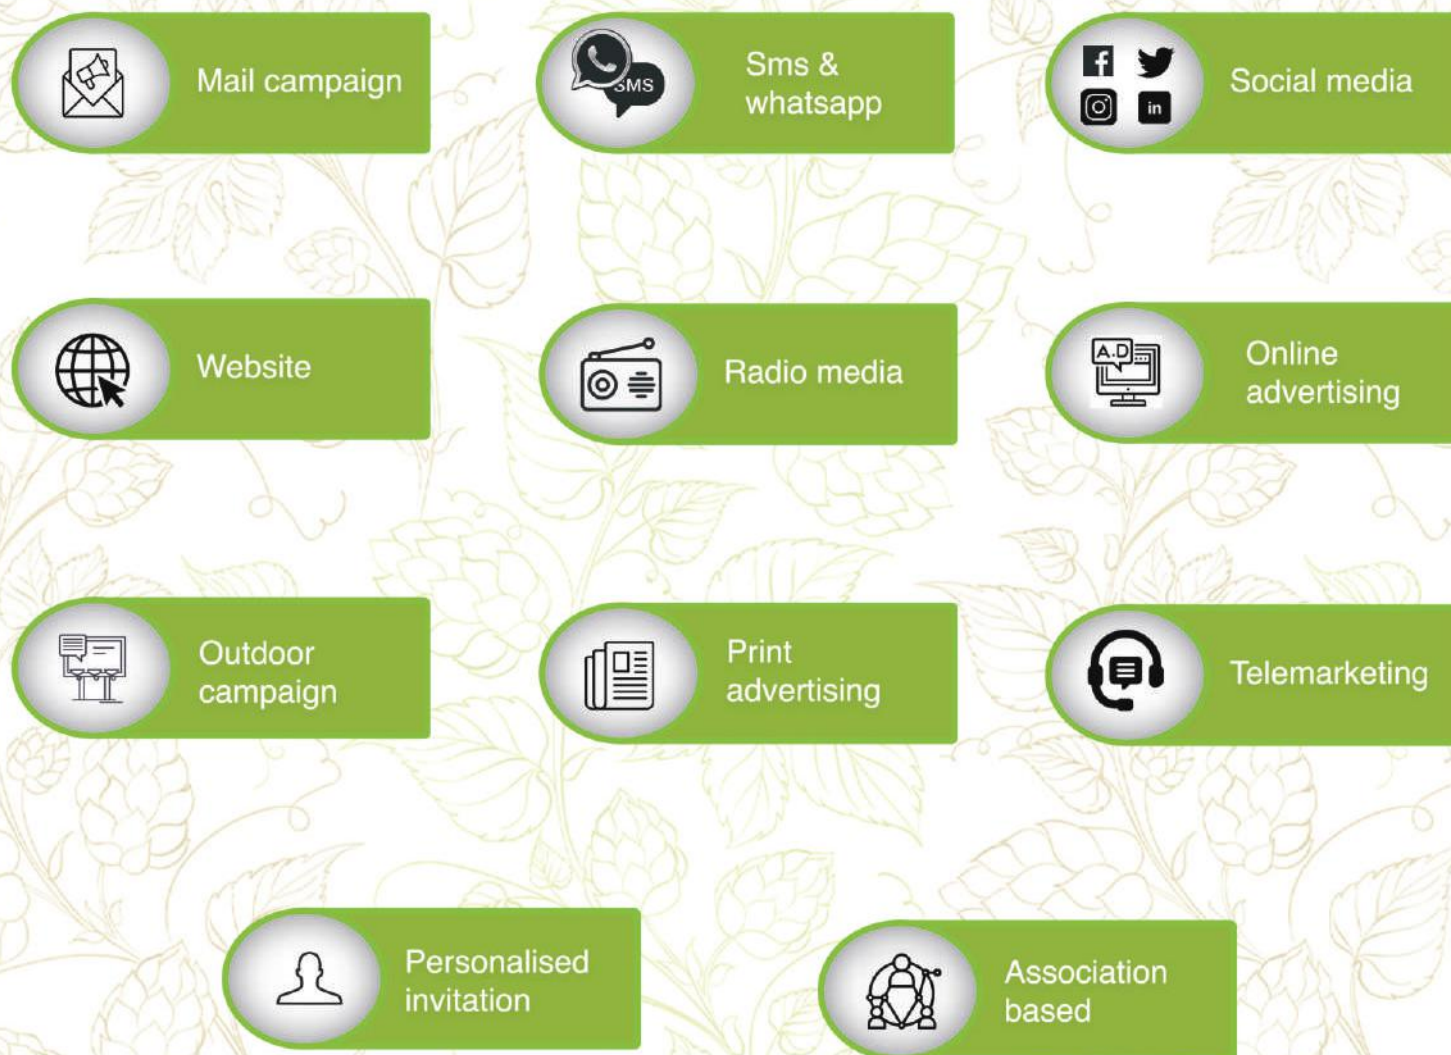 Mail campaign
SMS
Sms &
whatsapp
f
in
Social media
Website
Radio media
A.D
Online
advertising
Outdoor
campaign
Print
advertising
Telemarketing
Personalised
invitation
Association
based